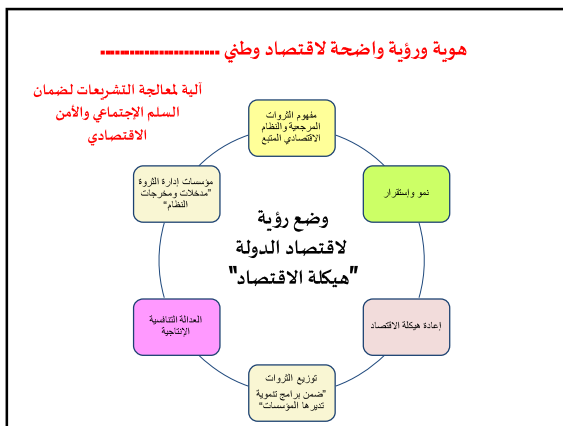 هوية ورؤية واضحة لاقتصاد وطني ........................
آلية لمعالجة التشريعات لضمان
السلم الإجتماعي والأمن
الاقتصادي
مفهوم الثروات
المرجعية والنظام
الاقتصادي المتبع
نمو وإستقرار
إعادة هيكلة الاقتصاد
توزيع الثروات
"ضمن برامج تنموية
تديرها المؤسسات"
العدالة التنافسية
الإنتاجية
مؤسسات إدارة الثروة
"مدخلات ومخرجات
النظام"
وضع رؤية
لاقتصاد الدولة
"هيكلة الاقتصاد"